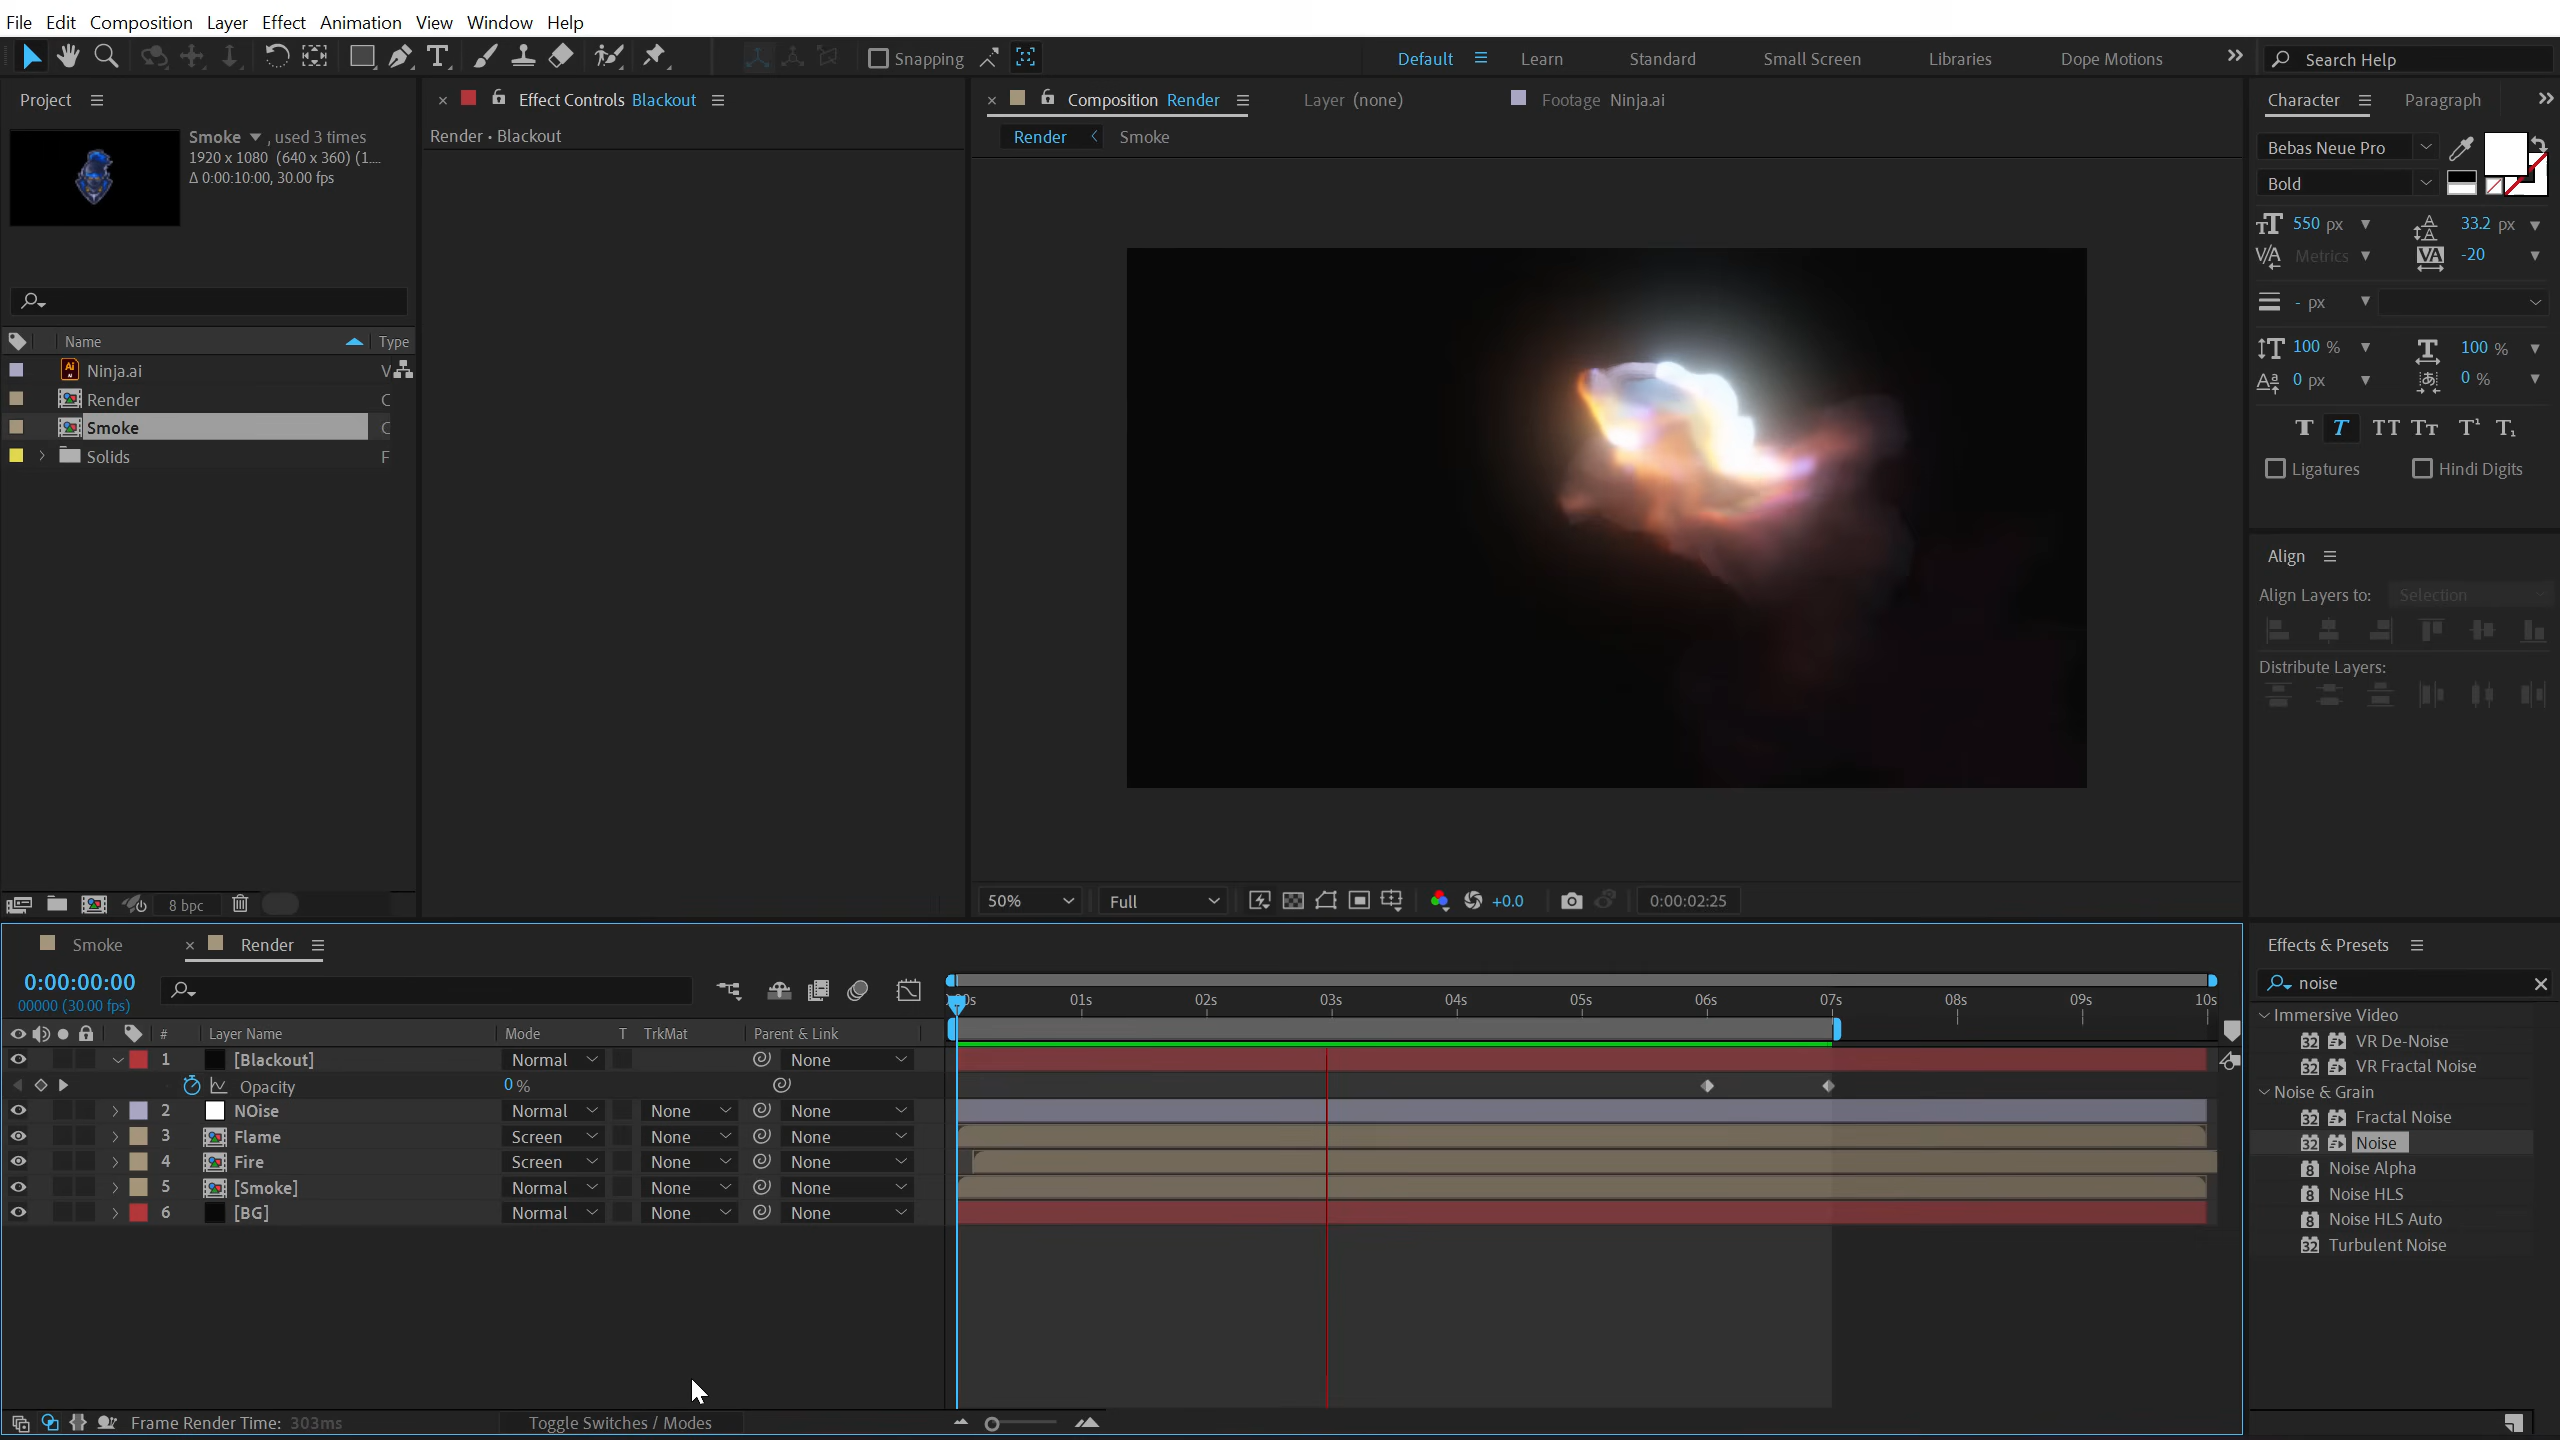 File Edit Composition Layer Effect Animation View Window Help
Snapping Default Learn Standard Small Screen Libraries Dope Motions Search Help
Project
Effect Controls Blackout
Composition Render Layer (none) Footage Ninja.ai
Character Paragraph
Smoke , used 3 times
1920 x 1080 (640 x 360) (1....
Δ 0:00:10:00, 30.00 fps
Render • Blackout
Render Smoke
Bebas Neue Pro
Bold
550 px 33.2 px
Metrics -20
- px
100 % 100 %
0 px 0 %
Ligatures Hindi Digits
Name Type
Ninja.ai V
Render C
Smoke C
Solids F
Align
Align Layers to: Selection
Distribute Layers:
8 bpc
50% Full +0.0 0:00:02:25
Smoke Render
0:00:00:00
00000 (30.00 fps)
01s 02s 03s 04s 05s 06s 07s 08s 09s 10s
# Layer Name Mode T TrkMat Parent & Link
1 [Blackout] Normal None
Opacity 0 %
2 NOise Normal None None
3 Flame Screen None None
4 Fire Screen None None
5 [Smoke] Normal None None
6 [BG] Normal None None
Frame Render Time: 303ms Toggle Switches / Modes
Effects & Presets
noise
Immersive Video
32 VR De-Noise
32 VR Fractal Noise
Noise & Grain
32 Fractal Noise
32 Noise
8 Noise Alpha
8 Noise HLS
8 Noise HLS Auto
32 Turbulent Noise